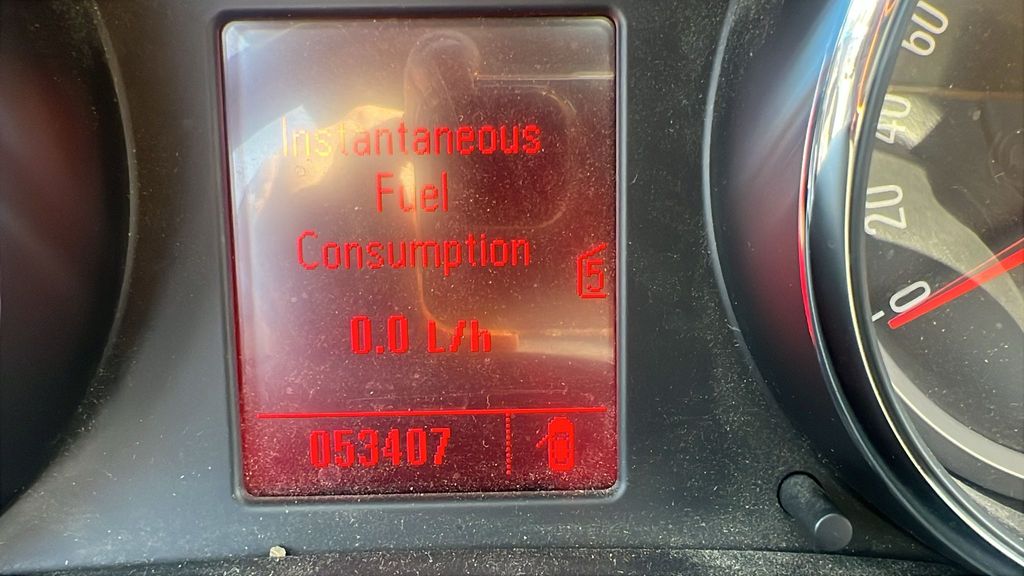 Instantaneous
Fuel
Consumption
5
0.0 L/h
053407
60
40
20
0